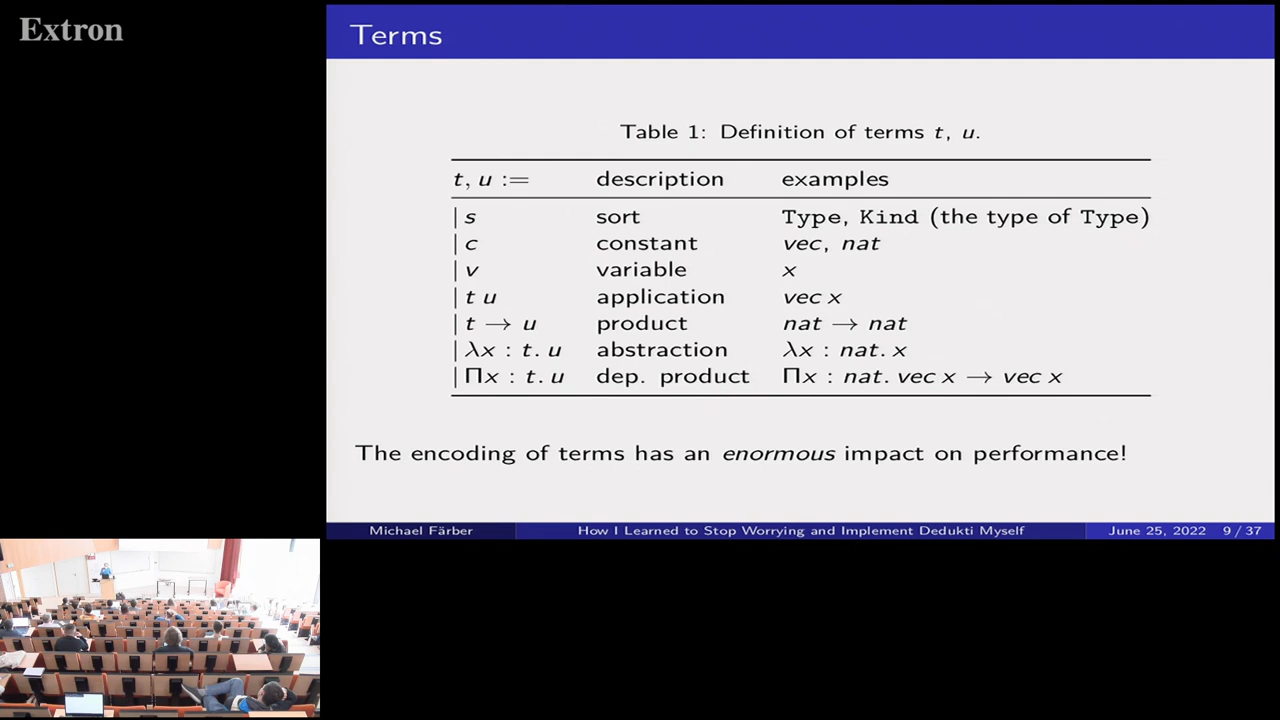 Extron
Terms
Table 1: Definition of terms t, u.
t, u := description examples
| s sort Type, Kind (the type of Type)
| c constant vec, nat
| v variable x
| t u application vec x
| t → u product nat → nat
| λx : t. u abstraction λx : nat. x
| Πx : t. u dep. product Πx : nat. vec x → vec x
The encoding of terms has an enormous impact on performance!
Michael Färber How I Learned to Stop Worrying and Implement Dedukti Myself June 25, 2022 9 / 37